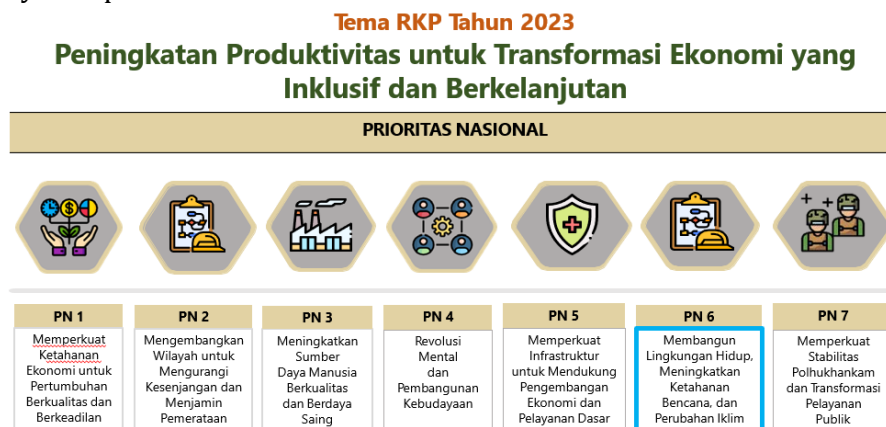 Tema RKP Tahun 2023
Peningkatan Produktivitas untuk Transformasi Ekonomi yang
Inklusif dan Berkelanjutan
PRIORITAS NASIONAL
PN 1
Memperkuat
Ketahanan
Ekonomi untuk
Pertumbuhan
Berkualitas dan
Berkeadilan
PN 2
Mengembangkan
Wilayah untuk
Mengurangi
Kesenjangan dan
Menjamin
Pemerataan
PN 3
Meningkatkan
Sumber
Daya Manusia
Berkualitas
dan Berdaya
Saing
PN 4
Revolusi
Mental
dan
Pembangunan
Kebudayaan
PN 5
Memperkuat
Infrastruktur
untuk Mendukung
Pengembangan
Ekonomi dan
Pelayanan Dasar
PN 6
Membangun
Lingkungan Hidup,
Meningkatkan
Ketahanan
Bencana, dan
Perubahan Iklim
PN 7
Memperkuat
Stabilitas
Polhukhankam
dan Transformasi
Pelayanan
Publik